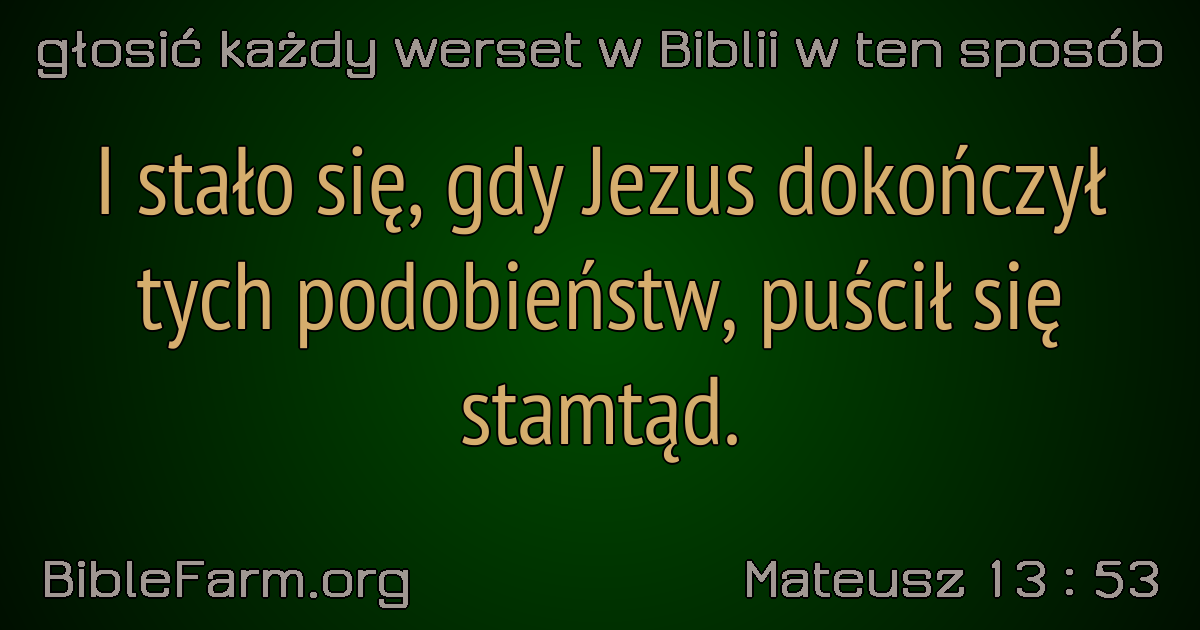 głosić każdy werset w Biblii w ten sposób
I stało się, gdy Jezus dokończył
tych podobieństw, puścił się
stamtąd.
BibleFarm.org
Mateusz 13 : 53